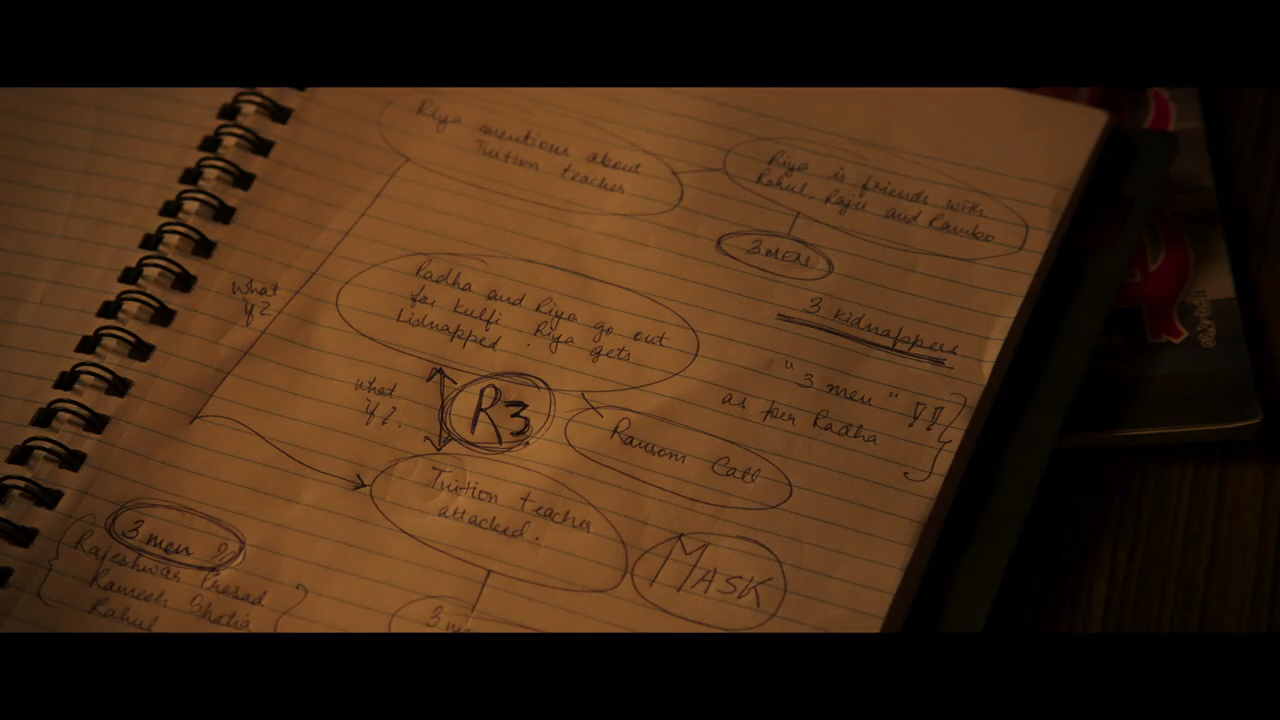 Riya mentions about
Tuition teacher
Riya is friends with
Rahul, Raju and Rambo
3 MEN
3 kidnappers
"3 men"
as per Radha
Radha and Riya go out
for kulfi. Riya gets
kidnapped.
what
if?
what
if?
R3
Ransom Call
Tuition teacher
attacked.
MASK
3 men ??
Rajeshwar Prasad
Ramesh Bhatia
Rahul
3 m